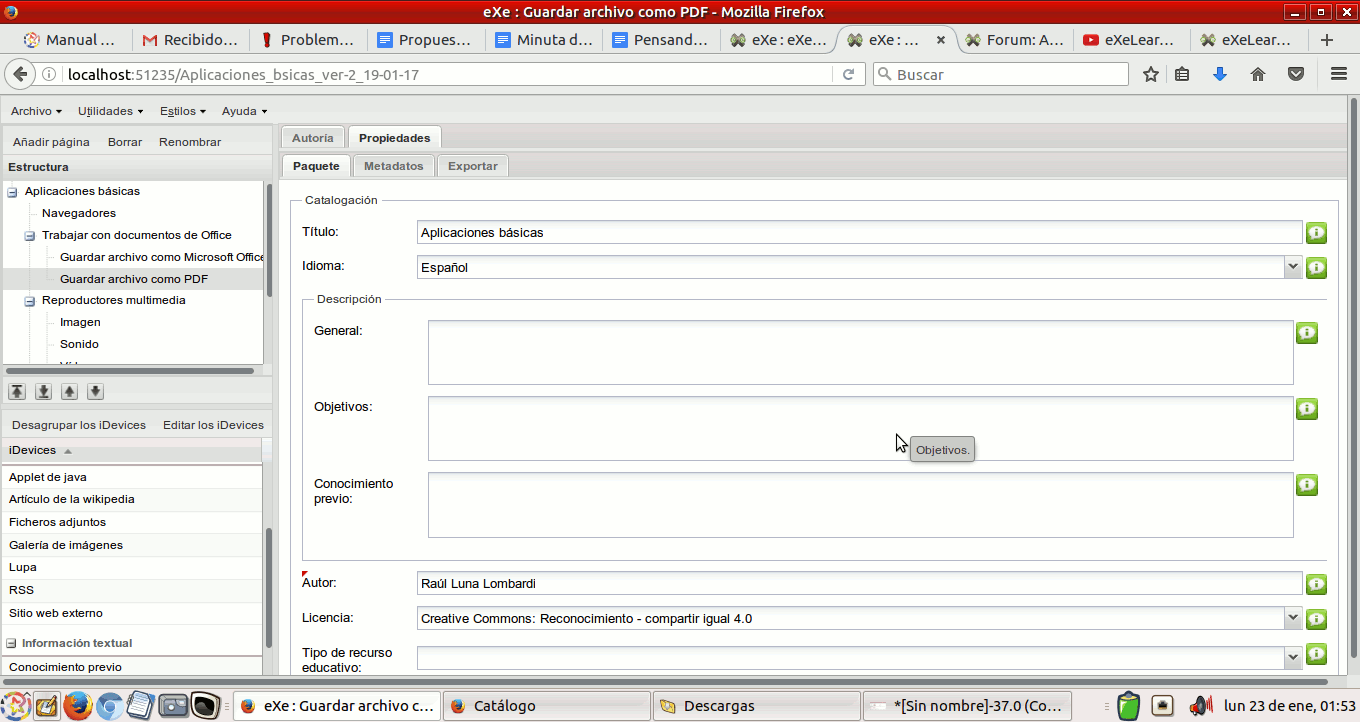 eXe : Guardar archivo como PDF - Mozilla Firefox
Manual ... Recibido... Problem... Propues... Minuta d... Pensand... eXe : eXe... eXe : ... Forum: A... eXeLear... eXeLear...
localhost:51235/Aplicaciones_bsicas_ver-2_19-01-17 Buscar
Archivo Utilidades Estilos Ayuda
Añadir página Borrar Renombrar
Estructura
Aplicaciones básicas
Navegadores
Trabajar con documentos de Office
Guardar archivo como Microsoft Office
Guardar archivo como PDF
Reproductores multimedia
Imagen
Sonido
Desagrupar los iDevices Editar los iDevices
iDevices
Applet de java
Artículo de la wikipedia
Ficheros adjuntos
Galería de imágenes
Lupa
RSS
Sitio web externo
Información textual
Conocimiento previo
Autoría Propiedades
Paquete Metadatos Exportar
Catalogación
Título: Aplicaciones básicas
Idioma: Español
Descripción
General:
Objetivos:
Objetivos.
Conocimiento
previo:
Autor: Raúl Luna Lombardi
Licencia: Creative Commons: Reconocimiento - compartir igual 4.0
Tipo de recurso
educativo:
eXe : Guardar archivo c... Catálogo Descargas *[Sin nombre]-37.0 (Co... lun 23 de ene, 01:53